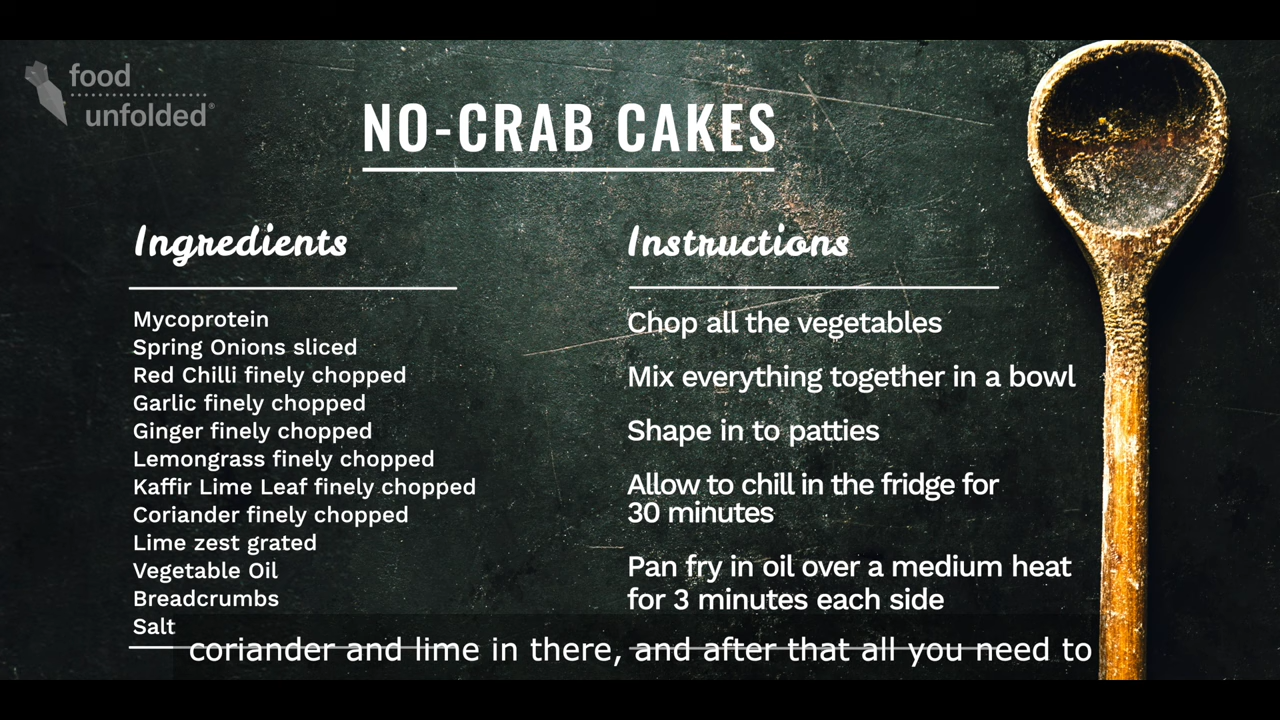 food
unfolded®
NO-CRAB CAKES
Ingredients
Mycoprotein
Spring Onions sliced
Red Chilli finely chopped
Garlic finely chopped
Ginger finely chopped
Lemongrass finely chopped
Kaffir Lime Leaf finely chopped
Coriander finely chopped
Lime zest grated
Vegetable Oil
Breadcrumbs
Salt
Instructions
Chop all the vegetables
Mix everything together in a bowl
Shape in to patties
Allow to chill in the fridge for
30 minutes
Pan fry in oil over a medium heat
for 3 minutes each side
coriander and lime in there, and after that all you need to